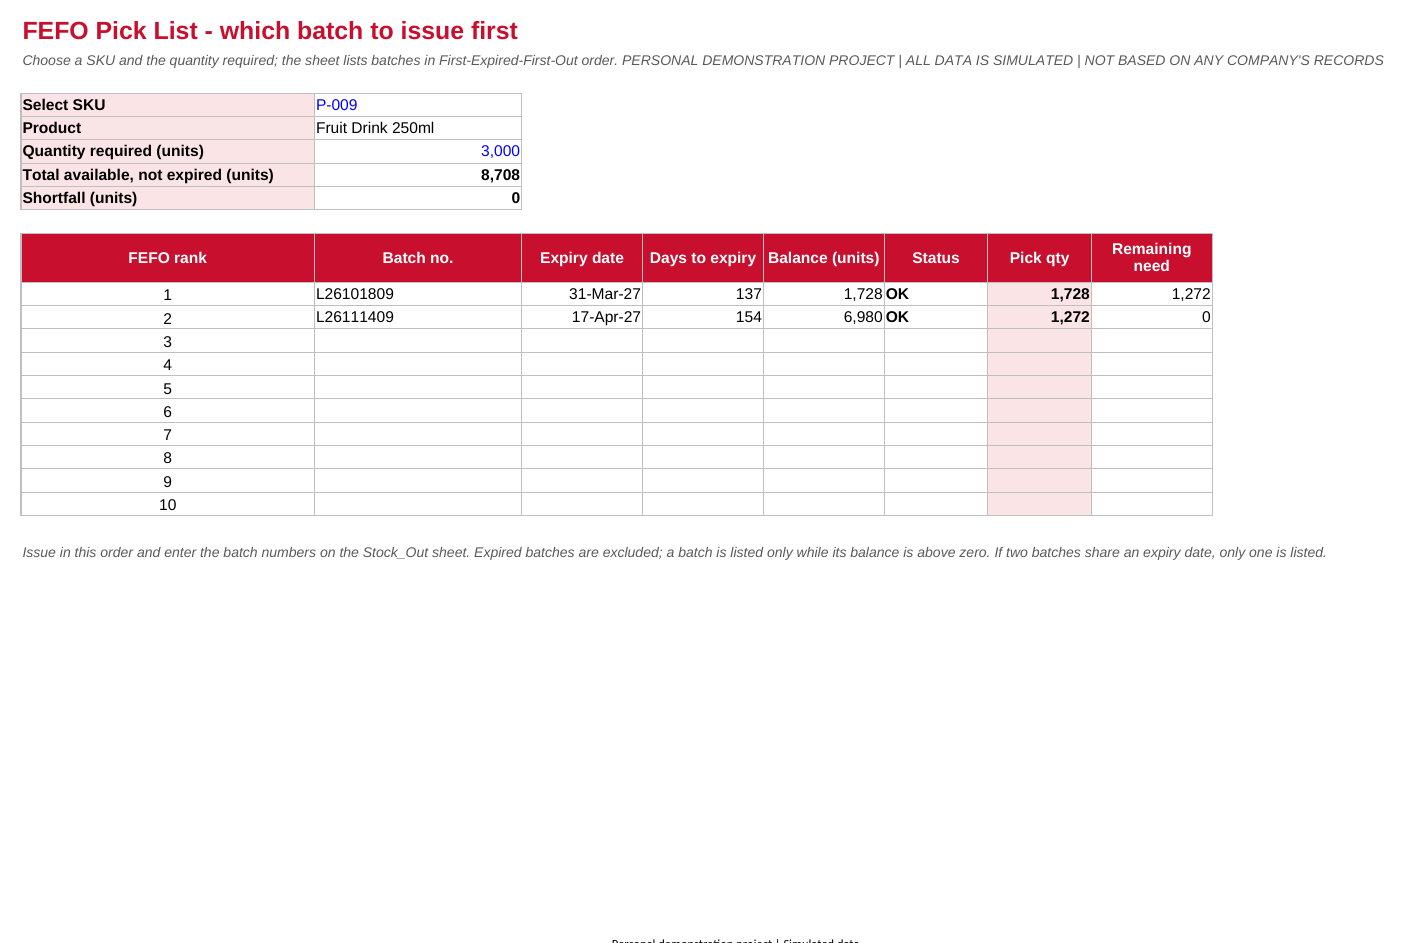 FEFO Pick List - which batch to issue first
Choose a SKU and the quantity required; the sheet lists batches in First-Expired-First-Out order. PERSONAL DEMONSTRATION PROJECT | ALL DATA IS SIMULATED | NOT BASED ON ANY COMPANY'S RECORDS
Select SKU P-009
Product Fruit Drink 250ml
Quantity required (units) 3,000
Total available, not expired (units) 8,708
Shortfall (units) 0
FEFO rank Batch no. Expiry date Days to expiry Balance (units) Status Pick qty Remaining need
1 L26101809 31-Mar-27 137 1,728 OK 1,728 1,272
2 L26111409 17-Apr-27 154 6,980 OK 1,272 0
3
4
5
6
7
8
9
10
Issue in this order and enter the batch numbers on the Stock_Out sheet. Expired batches are excluded; a batch is listed only while its balance is above zero. If two batches share an expiry date, only one is listed.
Personal demonstration project | Simulated data